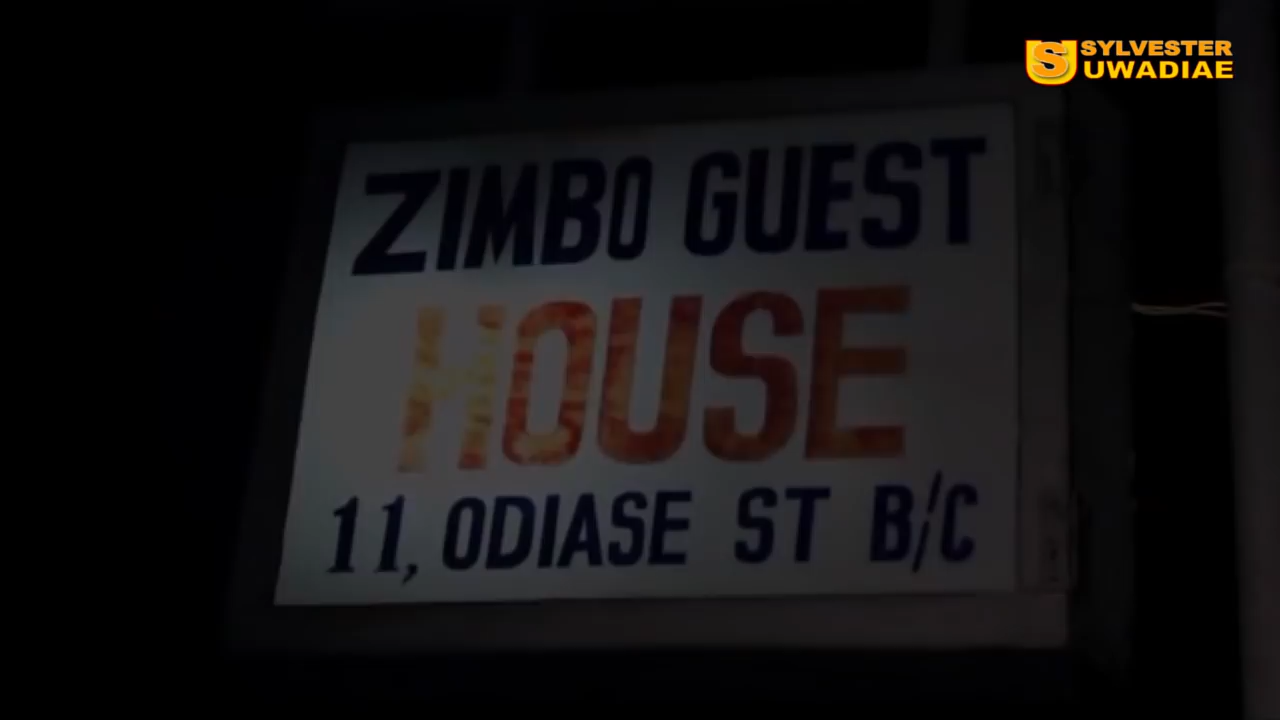 SYLVESTER
UWADIAE
ZIMBO GUEST
HOUSE
11, ODIASE ST B/C